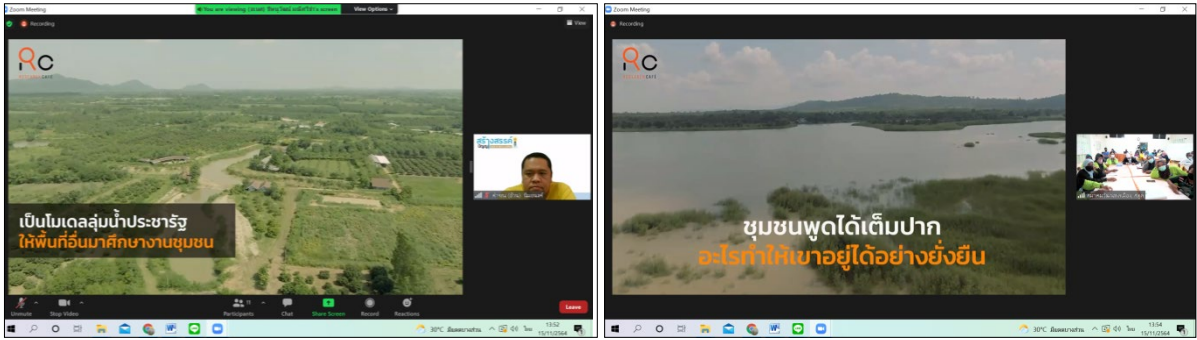 Zoom Meeting
View Options
Recording
View
RC
เป็นโมเดลลุ่มน้ำประชารัฐ
ให้พื้นที่อื่นมาศึกษางานชุมชน
สร้างสรรค์
Unmute
Stop Video
Participants
11
Chat
Share Screen
Record
Reactions
Leave
30°C
13:52
15/11/2564
Zoom Meeting
Recording
RC
ชุมชนพูดได้เต็มปาก
อะไรทำให้เขาอยู่ได้อย่างยั่งยืน
30°C
13:54
15/11/2564